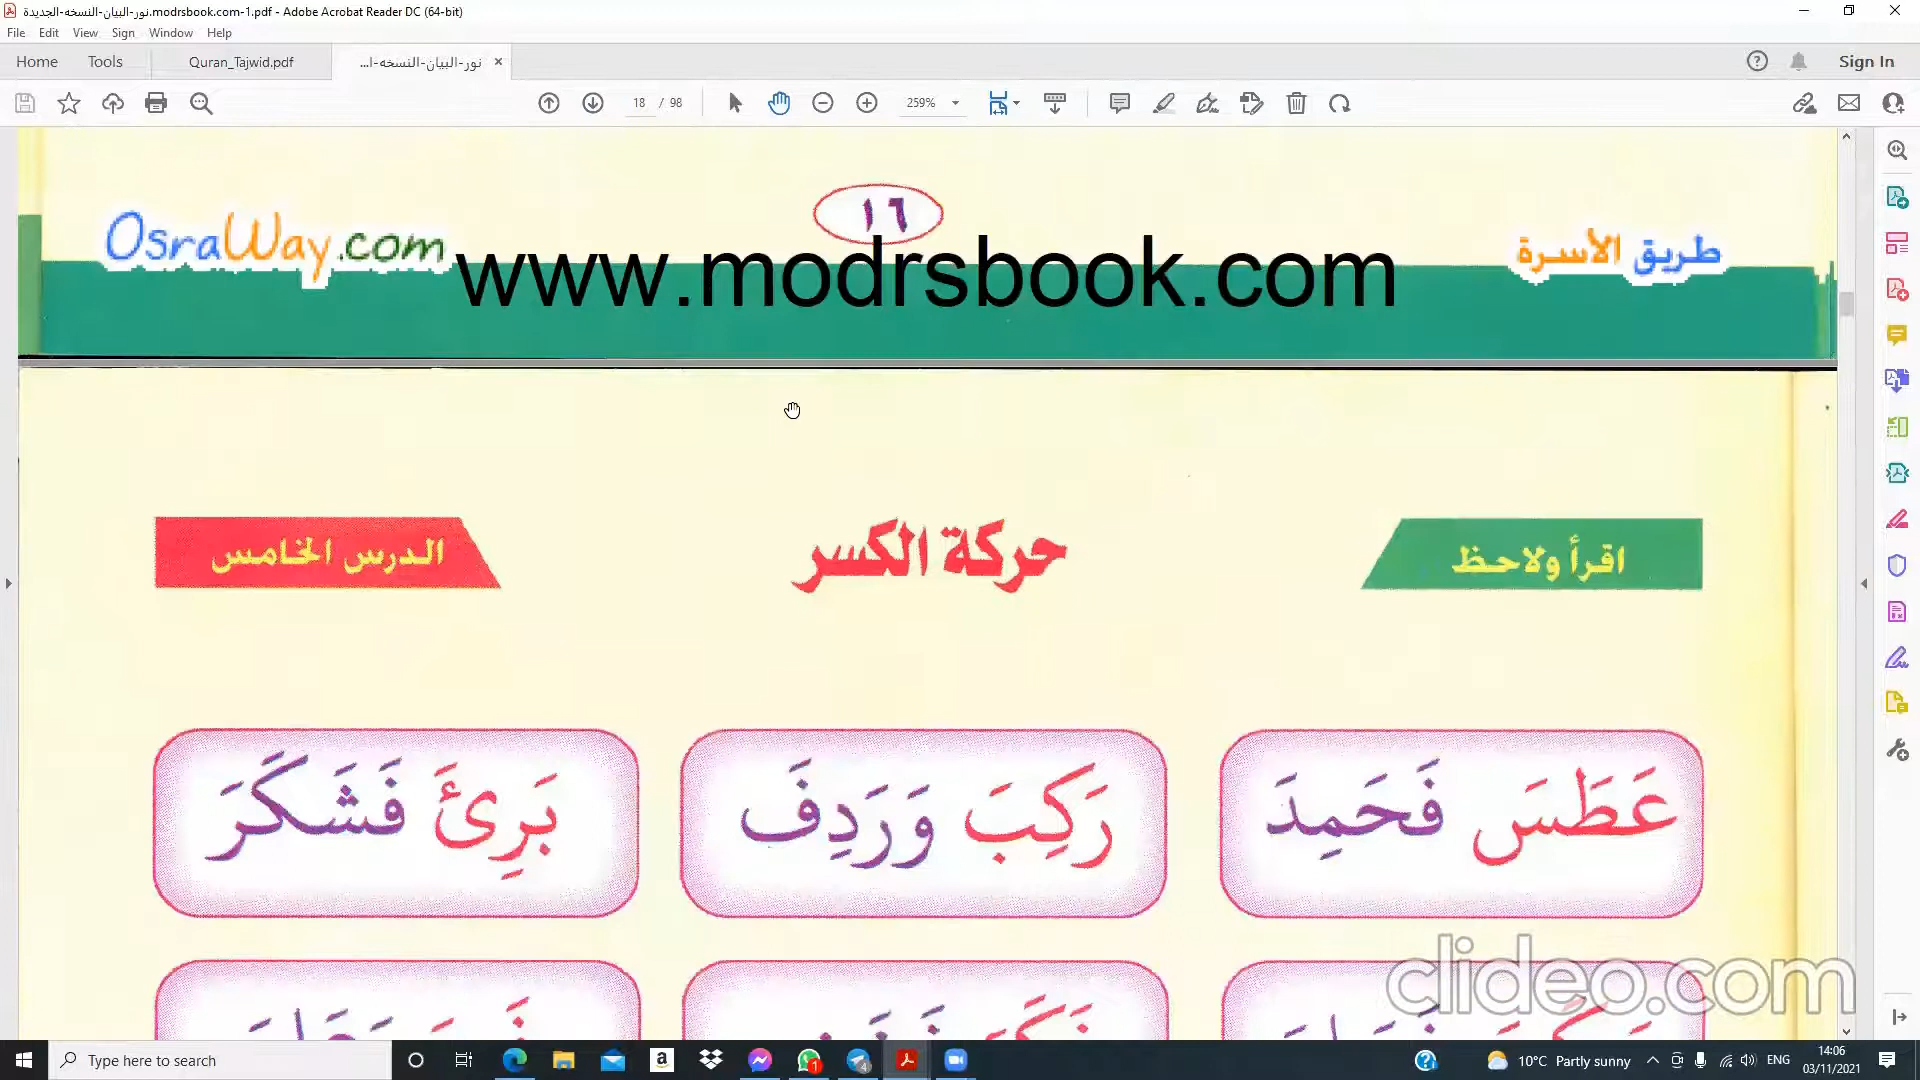 نور-البيان-النسخه-الجديدة.modrsbook.com-1.pdf - Adobe Acrobat Reader DC (64-bit)
File Edit View Sign Window Help
Home Tools Quran_Tajwid.pdf نور-البيان-النسخه-ا... Sign In
18 / 98 259%
١٦
OsraWay.com
www.modrsbook.com
طريق الأسرة
اقرأ ولاحظ حركة الكسر الدرس الخامس
عَطَسَ فَحَمِدَ رَكِبَ وَرَدِفَ بَرِئَ فَشَكَرَ
clideo.com
Type here to search
10°C Partly sunny ENG 14:06
03/11/2021